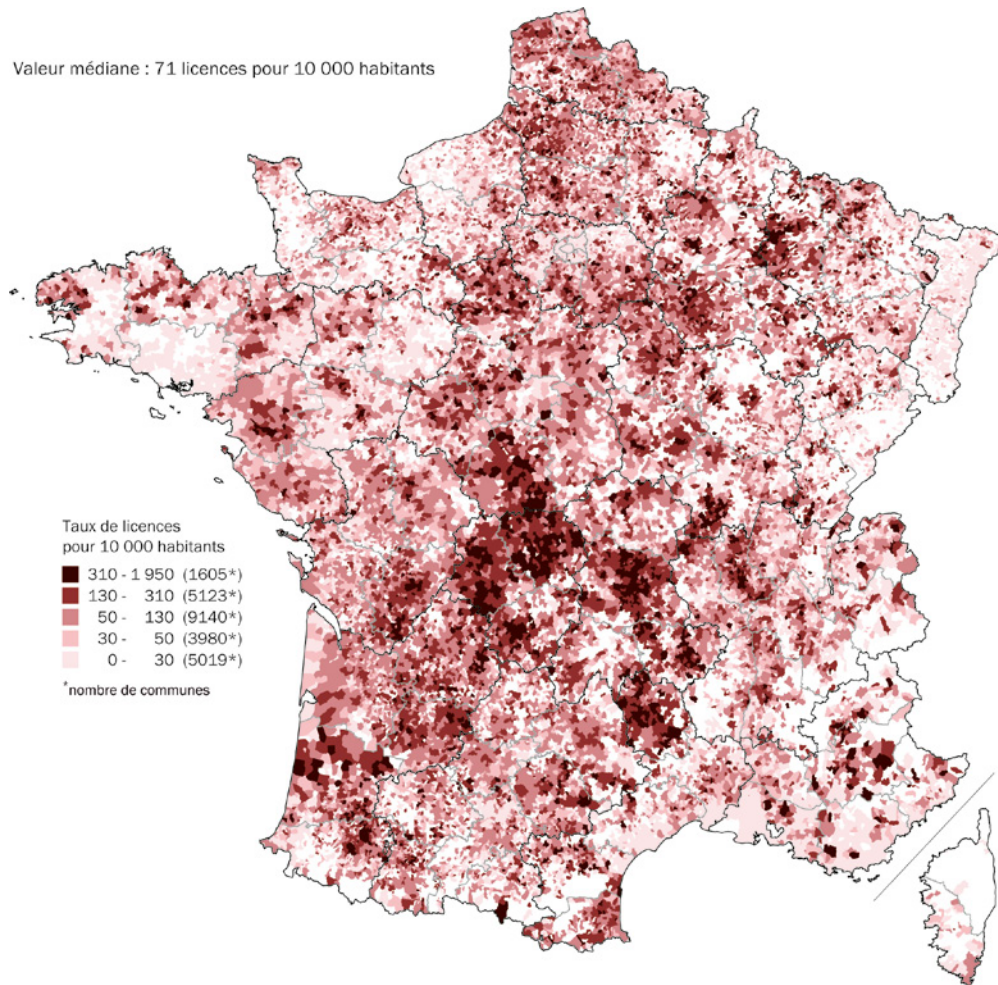 Valeur médiane : 71 licences pour 10 000 habitants
Taux de licences
pour 10 000 habitants
310 - 1 950 (1605*)
130 - 310 (5123*)
50 - 130 (9140*)
30 - 50 (3980*)
0 - 30 (5019*)
*nombre de communes